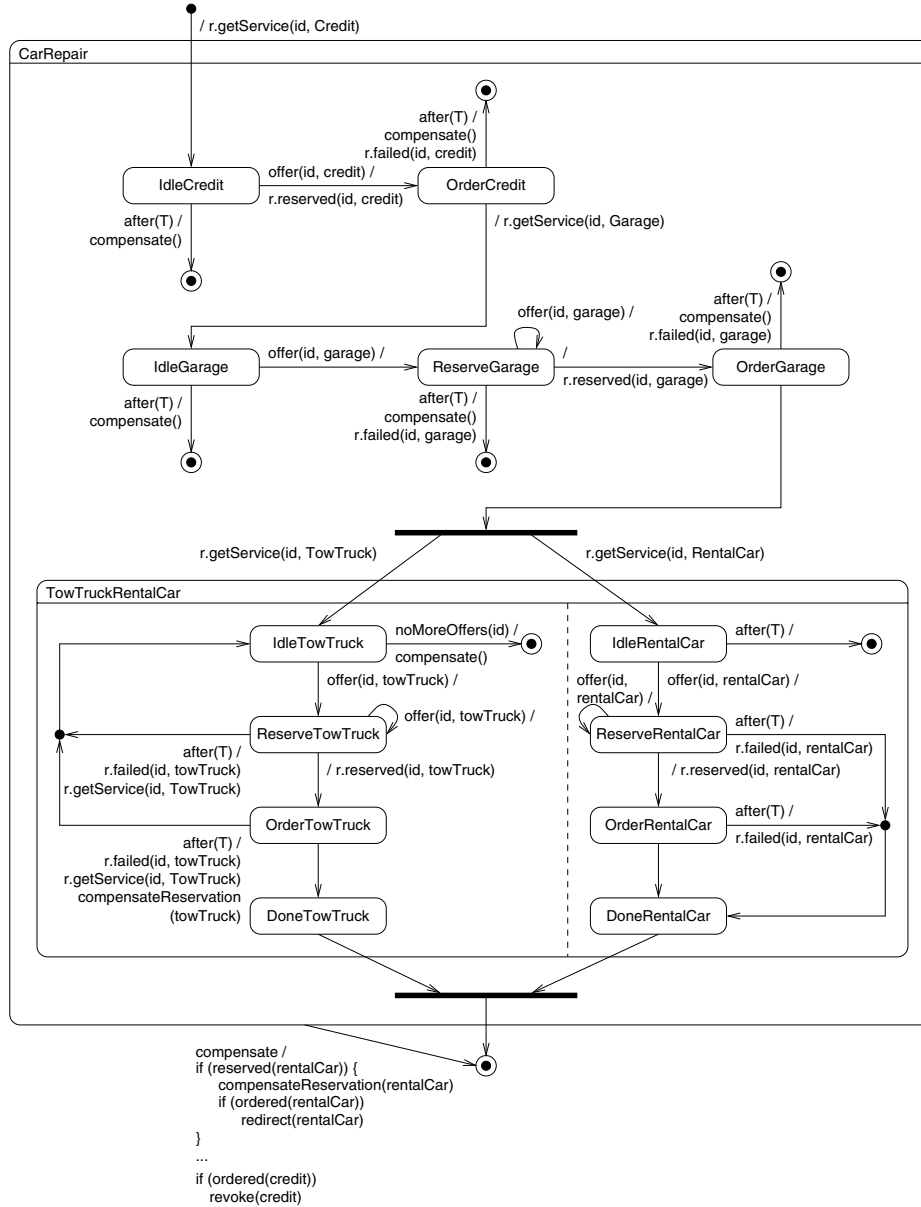 / r.getService(id, Credit)
CarRepair
after(T) /
compensate()
r.failed(id, credit)
IdleCredit
offer(id, credit) /
r.reserved(id, credit)
OrderCredit
after(T) /
compensate()
/ r.getService(id, Garage)
offer(id, garage) /
after(T) /
compensate()
r.failed(id, garage)
IdleGarage
offer(id, garage) /
ReserveGarage
/
r.reserved(id, garage)
OrderGarage
after(T) /
compensate()
after(T) /
compensate()
r.failed(id, garage)
r.getService(id, TowTruck)
r.getService(id, RentalCar)
TowTruckRentalCar
IdleTowTruck
noMoreOffers(id) /
compensate()
IdleRentalCar
after(T) /
offer(id, towTruck) /
offer(id,
rentalCar) /
offer(id, rentalCar) /
ReserveTowTruck
offer(id, towTruck) /
ReserveRentalCar
after(T) /
r.failed(id, rentalCar)
after(T) /
r.failed(id, towTruck)
r.getService(id, TowTruck)
/ r.reserved(id, towTruck)
/ r.reserved(id, rentalCar)
OrderTowTruck
OrderRentalCar
after(T) /
r.failed(id, rentalCar)
after(T) /
r.failed(id, towTruck)
r.getService(id, TowTruck)
compensateReservation
(towTruck)
DoneTowTruck
DoneRentalCar
compensate /
if (reserved(rentalCar)) {
compensateReservation(rentalCar)
if (ordered(rentalCar))
redirect(rentalCar)
}
...
if (ordered(credit))
revoke(credit)